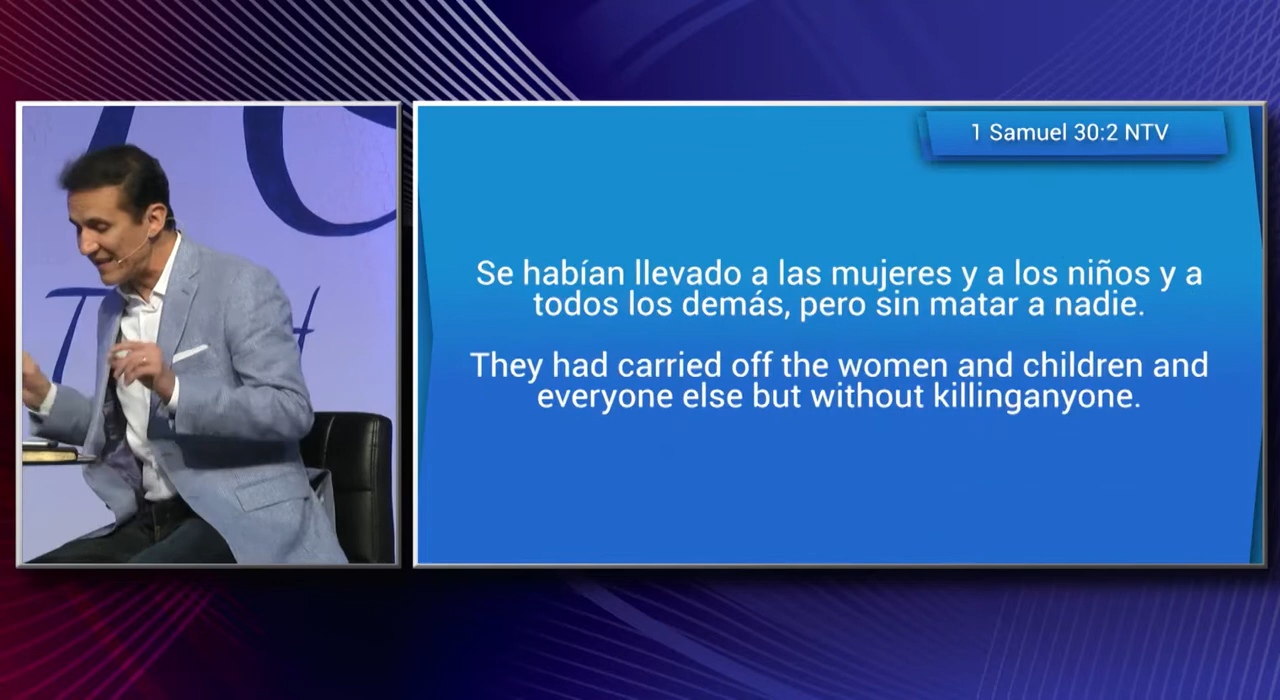 1 Samuel 30:2 NTV
Se habían llevado a las mujeres y a los niños y a
todos los demás, pero sin matar a nadie.
They had carried off the women and children and
everyone else but without killinganyone.